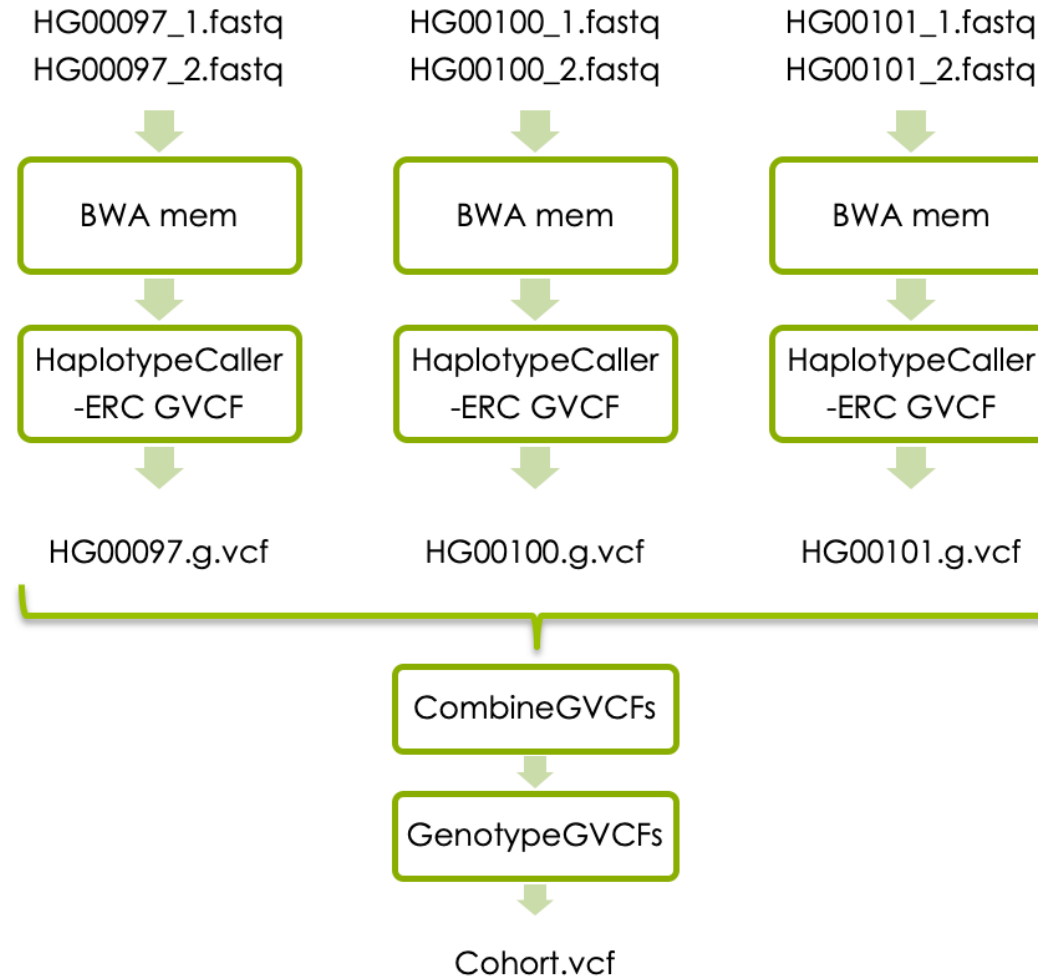 HG00097_1.fastq
HG00097_2.fastq
HG00100_1.fastq
HG00100_2.fastq
HG00101_1.fastq
HG00101_2.fastq
BWA mem
BWA mem
BWA mem
HaplotypeCaller
-ERC GVCF
HaplotypeCaller
-ERC GVCF
HaplotypeCaller
-ERC GVCF
HG00097.g.vcf
HG00100.g.vcf
HG00101.g.vcf
CombineGVCFs
GenotypeGVCFs
Cohort.vcf